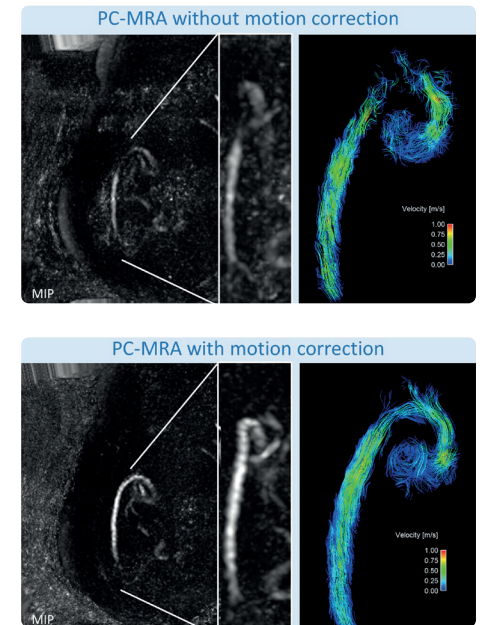 PC-MRA without motion correction
MIP
Velocity [m/s]
1.00
0.75
0.50
0.25
0.00
PC-MRA with motion correction
MIP
Velocity [m/s]
1.00
0.75
0.50
0.25
0.00